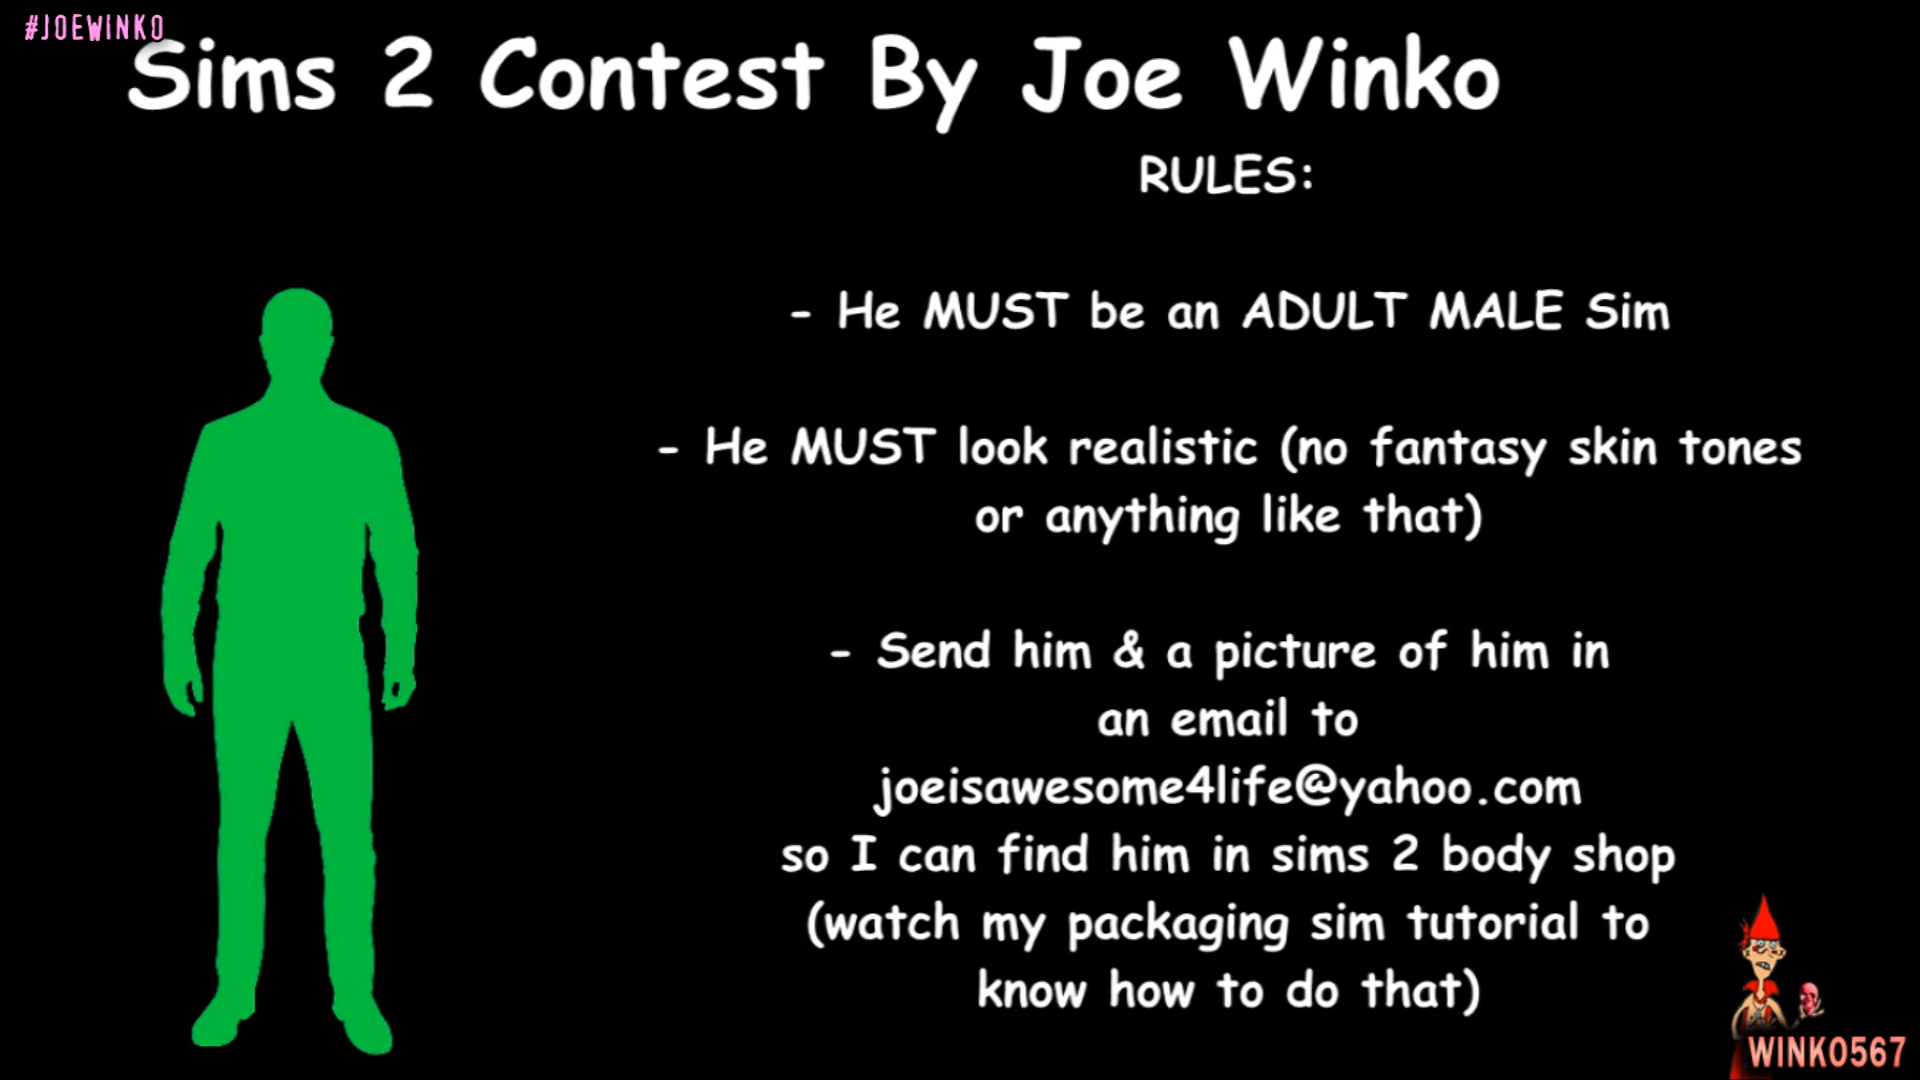 #JOEWINKO
Sims 2 Contest By Joe Winko
RULES:
- He MUST be an ADULT MALE Sim
- He MUST look realistic (no fantasy skin tones
or anything like that)
- Send him & a picture of him in
an email to
joeisawesome4life@yahoo.com
so I can find him in sims 2 body shop
(watch my packaging sim tutorial to
know how to do that)
WINKO567